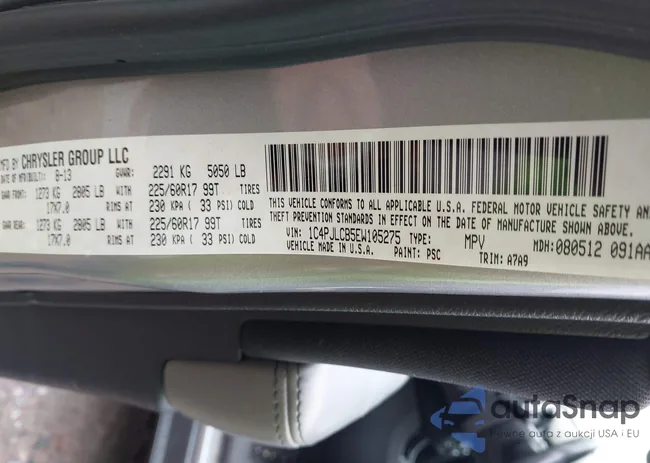 MFD BY CHRYSLER GROUP LLC
DATE OF MFR(BUILT): 8-13 GVWR: 2291 KG 5050 LB
GAWR FRONT: 1273 KG 2805 LB WITH 225/60R17 99T TIRES
17X7.0 RIMS AT 230 KPA ( 33 PSI) COLD
GAWR REAR: 1273 KG 2805 LB WITH 225/60R17 99T TIRES
17X7.0 RIMS AT 230 KPA ( 33 PSI) COLD
THIS VEHICLE CONFORMS TO ALL APPLICABLE U.S.A. FEDERAL MOTOR VEHICLE SAFETY AND
THEFT PREVENTION STANDARDS IN EFFECT ON THE DATE OF MANUFACTURE SHOWN ABOVE.
VIN: 1C4PJLCB5EW105275 TYPE: MPV MDH:080512 091AA
VEHICLE MADE IN U.S.A. PAINT: PSC TRIM: A7A9
autoSnap
Pewne auta z aukcji USA i EU